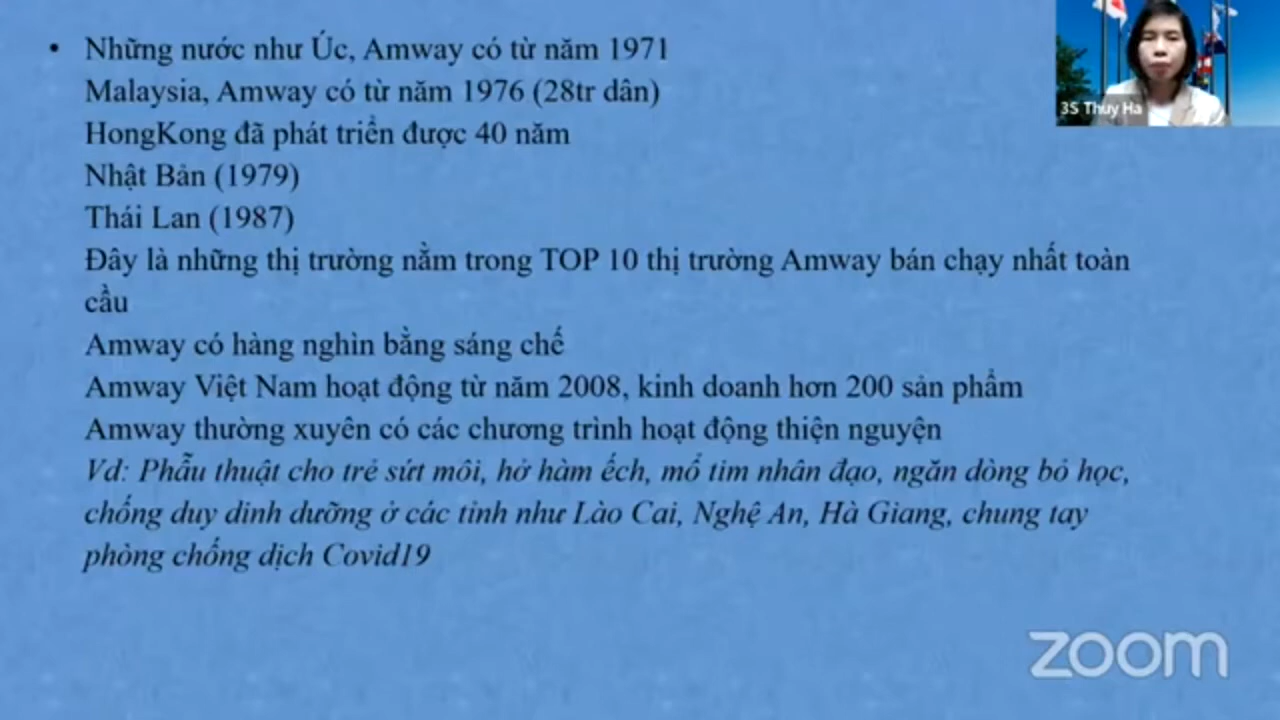 • Những nước như Úc, Amway có từ năm 1971
Malaysia, Amway có từ năm 1976 (28tr dân)
HongKong đã phát triển được 40 năm
Nhật Bản (1979)
Thái Lan (1987)
Đây là những thị trường nằm trong TOP 10 thị trường Amway bán chạy nhất toàn
cầu
Amway có hàng nghìn bằng sáng chế
Amway Việt Nam hoạt động từ năm 2008, kinh doanh hơn 200 sản phẩm
Amway thường xuyên có các chương trình hoạt động thiện nguyện
Vd: Phẫu thuật cho trẻ sứt môi, hở hàm ếch, mổ tim nhân đạo, ngăn dòng bỏ học,
chống duy dinh dưỡng ở các tỉnh như Lào Cai, Nghệ An, Hà Giang, chung tay
phòng chống dịch Covid19
3S Thuy Ha
zoom